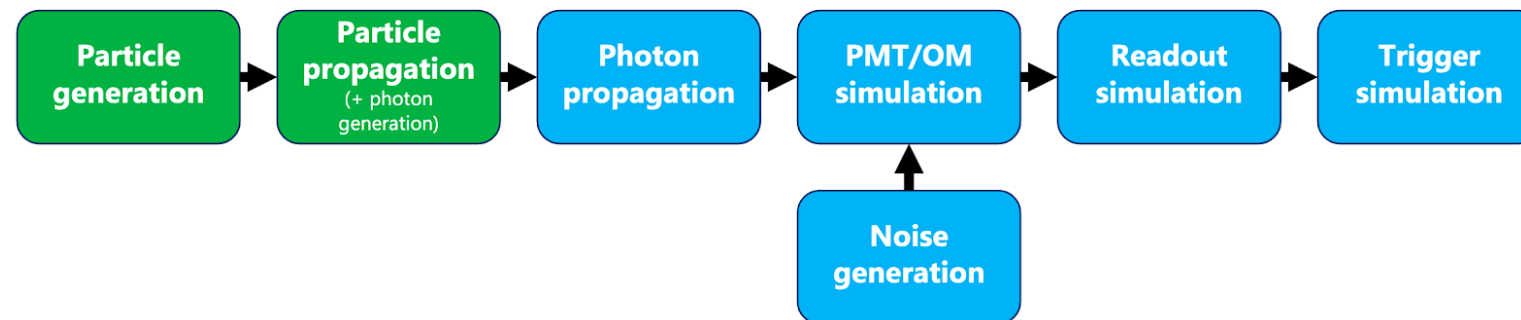 Particle
generation
Particle
propagation
(+ photon
generation)
Photon
propagation
PMT/OM
simulation
Readout
simulation
Trigger
simulation
Noise
generation